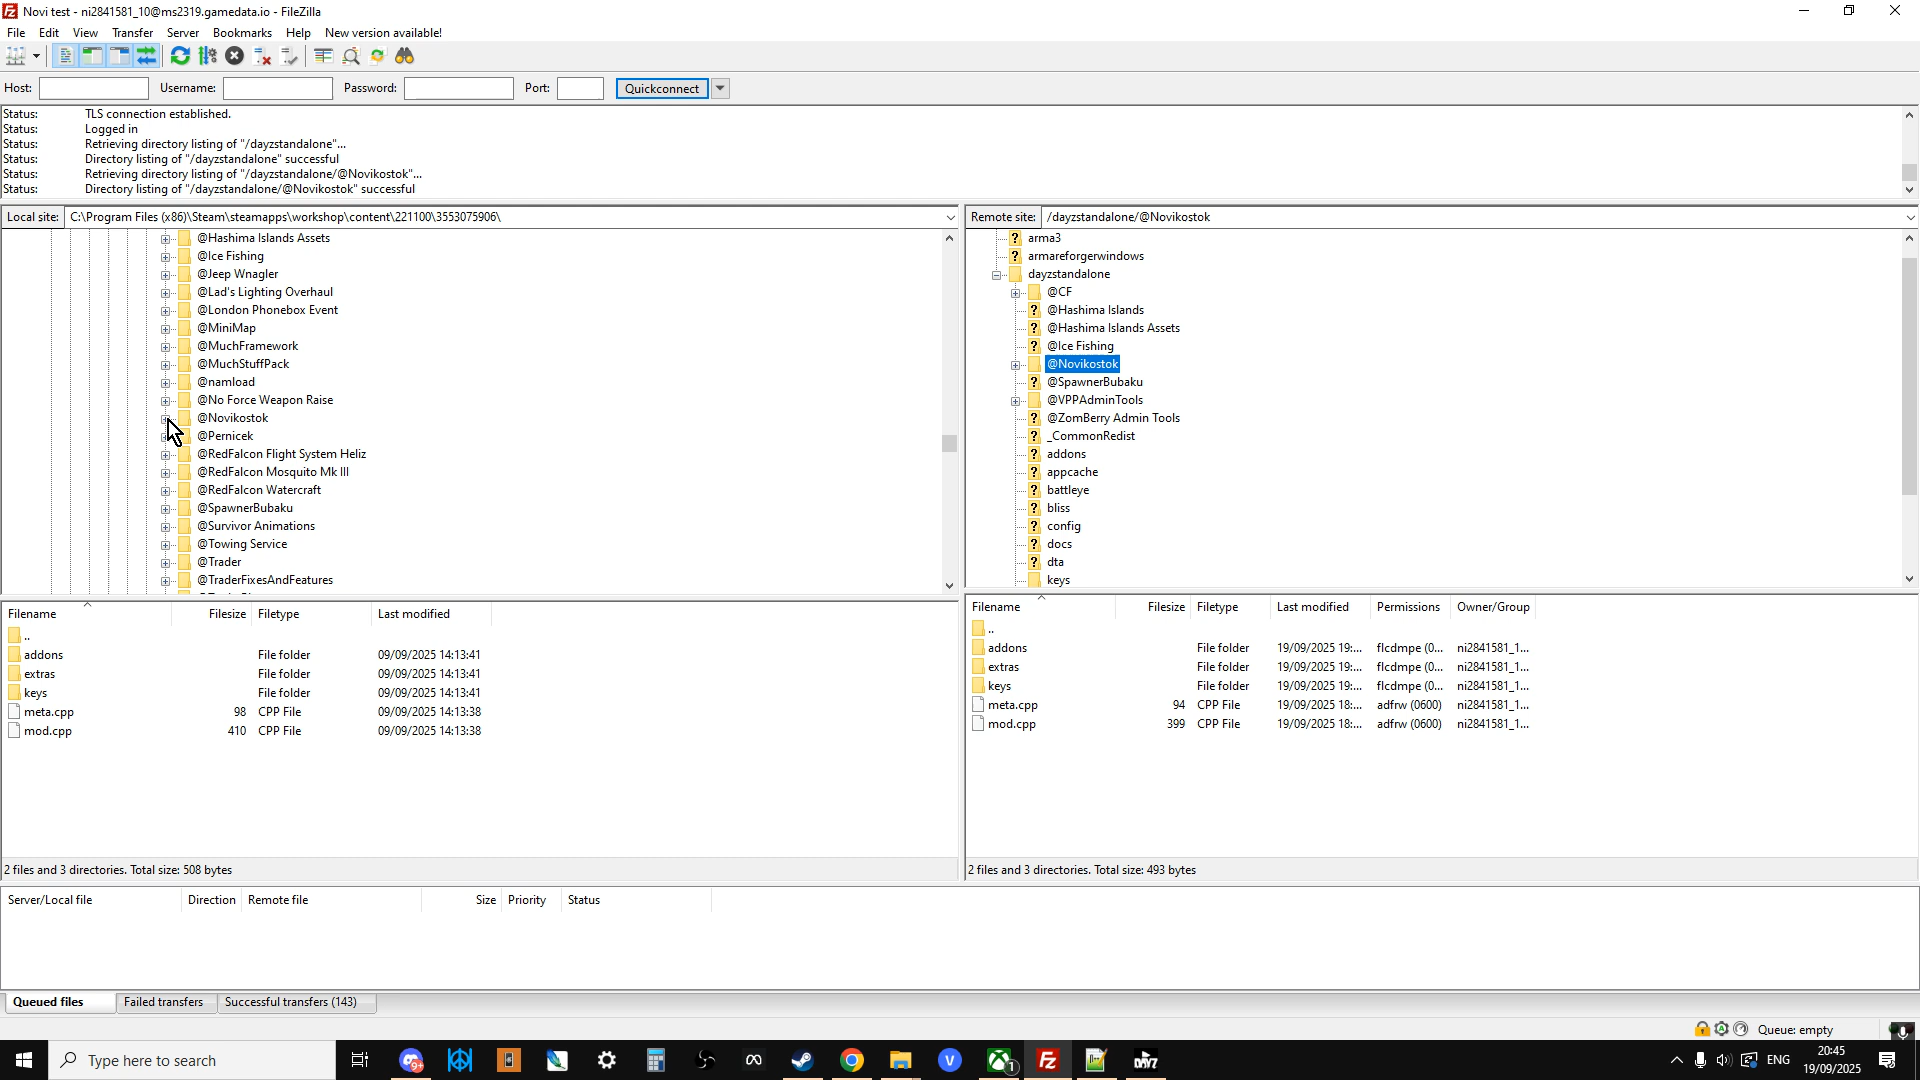 Novi test - ni2841581_10@ms2319.gamedata.io - FileZilla
File Edit View Transfer Server Bookmarks Help New version available!
Host: Username: Password: Port: Quickconnect
Status: TLS connection established.
Status: Logged in
Status: Retrieving directory listing of "/dayzstandalone"...
Status: Directory listing of "/dayzstandalone" successful
Status: Retrieving directory listing of "/dayzstandalone/@Novikostok"...
Status: Directory listing of "/dayzstandalone/@Novikostok" successful
Local site: C:\Program Files (x86)\Steam\steamapps\workshop\content\221100\3553075906\
@Hashima Islands Assets
@Ice Fishing
@Jeep Wnagler
@Lad's Lighting Overhaul
@London Phonebox Event
@MiniMap
@MuchFramework
@MuchStuffPack
@namload
@No Force Weapon Raise
@Novikostok
@Pernicek
@RedFalcon Flight System Heliz
@RedFalcon Mosquito Mk III
@RedFalcon Watercraft
@SpawnerBubaku
@Survivor Animations
@Towing Service
@Trader
@TraderFixesAndFeatures
Filename Filesize Filetype Last modified
..
addons File folder 09/09/2025 14:13:41
extras File folder 09/09/2025 14:13:41
keys File folder 09/09/2025 14:13:41
meta.cpp 98 CPP File 09/09/2025 14:13:38
mod.cpp 410 CPP File 09/09/2025 14:13:38
2 files and 3 directories. Total size: 508 bytes
Remote site: /dayzstandalone/@Novikostok
arma3
armareforgerwindows
dayzstandalone
@CF
@Hashima Islands
@Hashima Islands Assets
@Ice Fishing
@Novikostok
@SpawnerBubaku
@VPPAdminTools
@ZomBerry Admin Tools
_CommonRedist
addons
appcache
battleye
bliss
config
docs
dta
keys
Filename Filesize Filetype Last modified Permissions Owner/Group
..
addons File folder 19/09/2025 19:... flcdmpe (0... ni2841581_1...
extras File folder 19/09/2025 19:... flcdmpe (0... ni2841581_1...
keys File folder 19/09/2025 19:... flcdmpe (0... ni2841581_1...
meta.cpp 94 CPP File 19/09/2025 18:... adfrw (0600) ni2841581_1...
mod.cpp 399 CPP File 19/09/2025 18:... adfrw (0600) ni2841581_1...
2 files and 3 directories. Total size: 493 bytes
Server/Local file Direction Remote file Size Priority Status
Queued files Failed transfers Successful transfers (143)
Queue: empty
Type here to search
ENG
20:45
19/09/2025